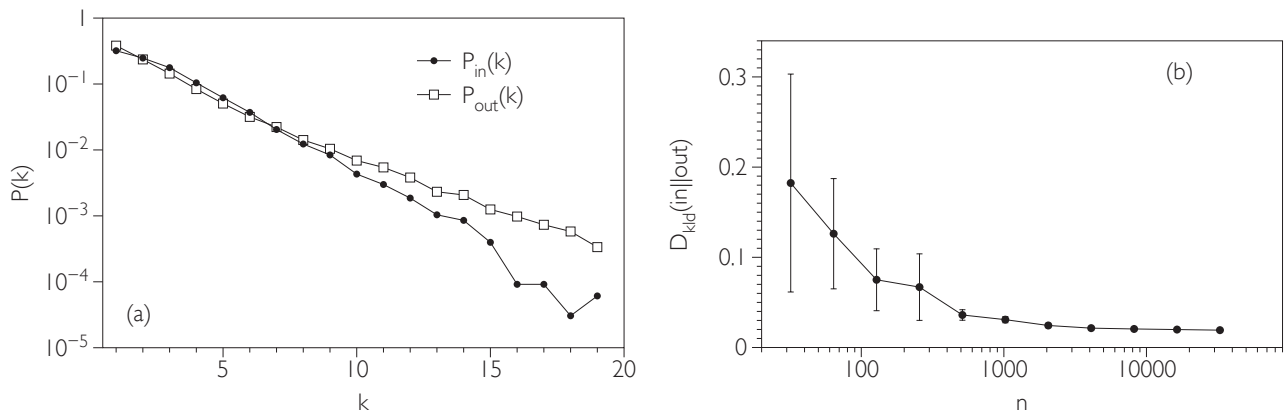 1
10⁻¹
10⁻²
10⁻³
10⁻⁴
10⁻⁵
P(k)
P_in(k)
P_out(k)
(a)
5
10
15
20
k
0.3
0.2
0.1
0
D_kld(in||out)
(b)
100
1000
10000
n